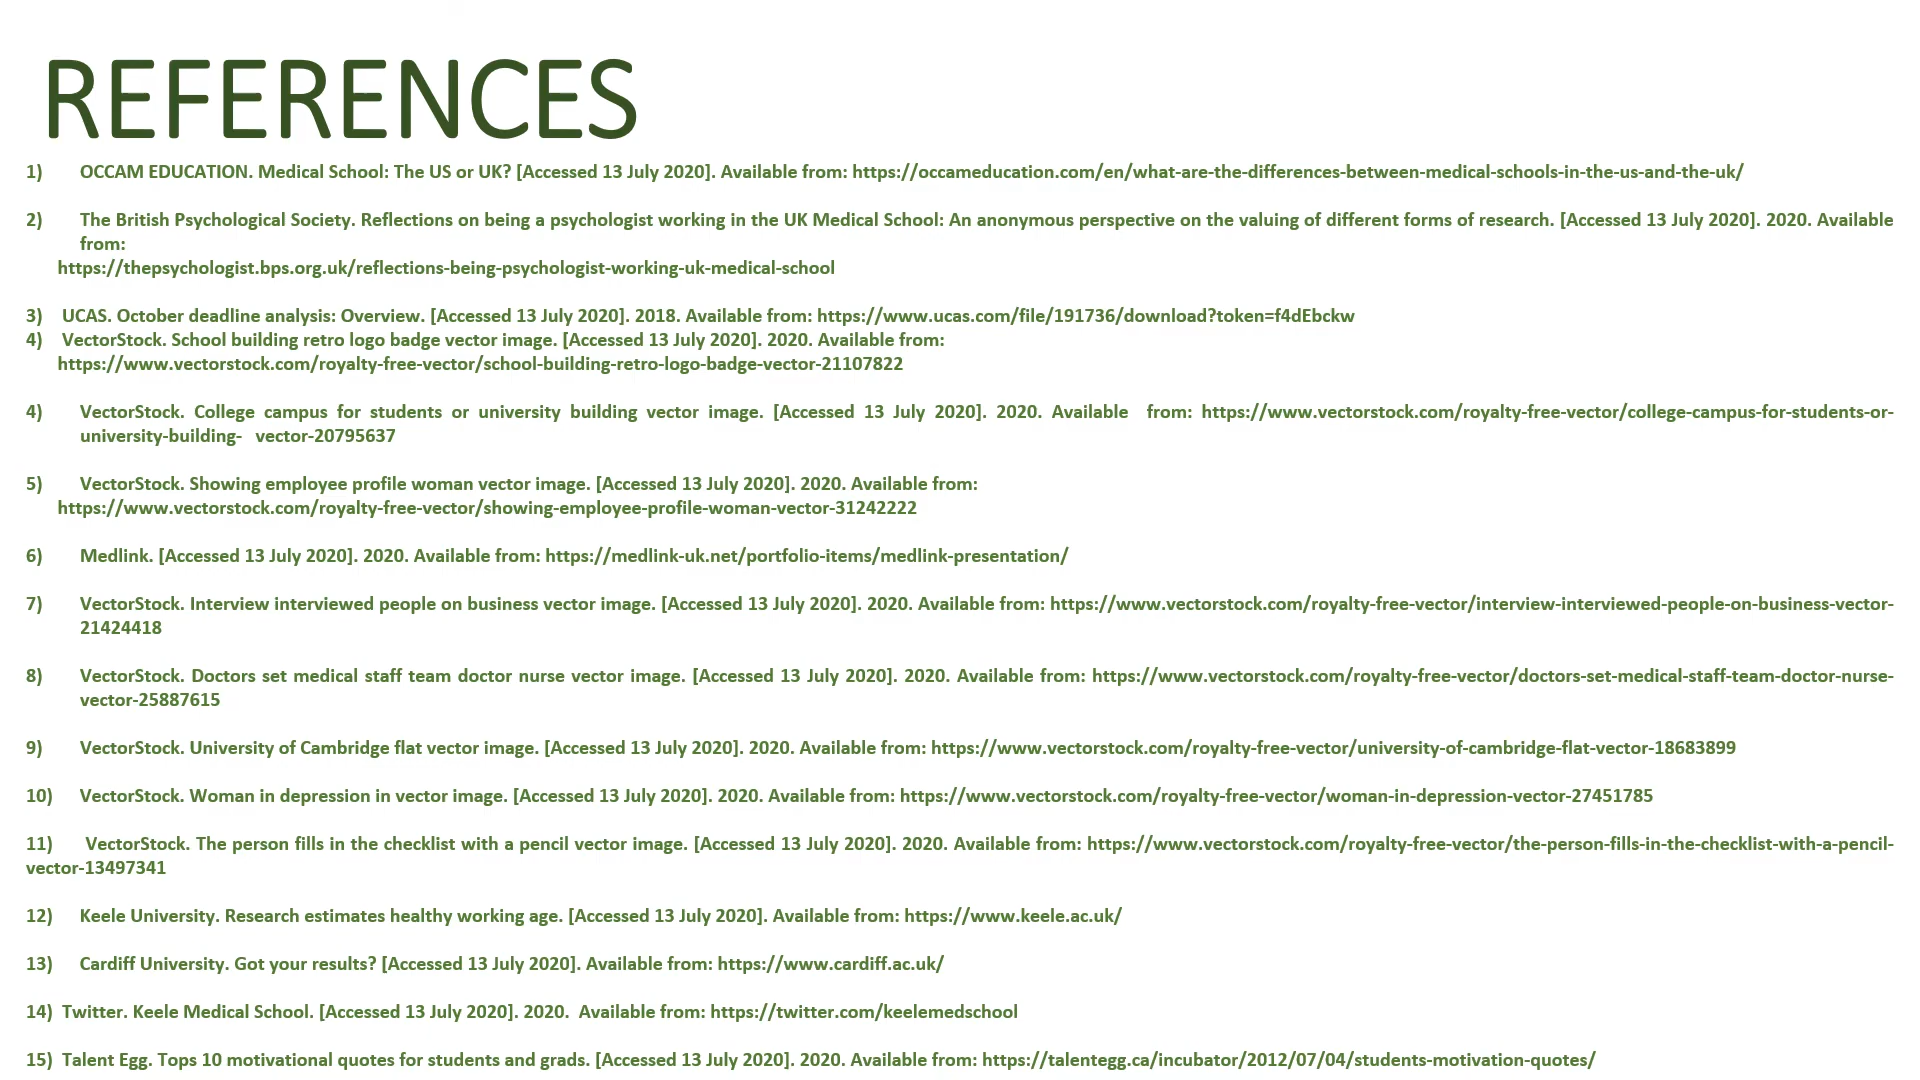 REFERENCES
1) OCCAM EDUCATION. Medical School: The US or UK? [Accessed 13 July 2020]. Available from: https://occameducation.com/en/what-are-the-differences-between-medical-schools-in-the-us-and-the-uk/
2) The British Psychological Society. Reflections on being a psychologist working in the UK Medical School: An anonymous perspective on the valuing of different forms of research. [Accessed 13 July 2020]. 2020. Available
from:
https://thepsychologist.bps.org.uk/reflections-being-psychologist-working-uk-medical-school
3) UCAS. October deadline analysis: Overview. [Accessed 13 July 2020]. 2018. Available from: https://www.ucas.com/file/191736/download?token=f4dEbckw
4) VectorStock. School building retro logo badge vector image. [Accessed 13 July 2020]. 2020. Available from:
https://www.vectorstock.com/royalty-free-vector/school-building-retro-logo-badge-vector-21107822
4) VectorStock. College campus for students or university building vector image. [Accessed 13 July 2020]. 2020. Available from: https://www.vectorstock.com/royalty-free-vector/college-campus-for-students-or-
university-building- vector-20795637
5) VectorStock. Showing employee profile woman vector image. [Accessed 13 July 2020]. 2020. Available from:
https://www.vectorstock.com/royalty-free-vector/showing-employee-profile-woman-vector-31242222
6) Medlink. [Accessed 13 July 2020]. 2020. Available from: https://medlink-uk.net/portfolio-items/medlink-presentation/
7) VectorStock. Interview interviewed people on business vector image. [Accessed 13 July 2020]. 2020. Available from: https://www.vectorstock.com/royalty-free-vector/interview-interviewed-people-on-business-vector-
21424418
8) VectorStock. Doctors set medical staff team doctor nurse vector image. [Accessed 13 July 2020]. 2020. Available from: https://www.vectorstock.com/royalty-free-vector/doctors-set-medical-staff-team-doctor-nurse-
vector-25887615
9) VectorStock. University of Cambridge flat vector image. [Accessed 13 July 2020]. 2020. Available from: https://www.vectorstock.com/royalty-free-vector/university-of-cambridge-flat-vector-18683899
10) VectorStock. Woman in depression in vector image. [Accessed 13 July 2020]. 2020. Available from: https://www.vectorstock.com/royalty-free-vector/woman-in-depression-vector-27451785
11) VectorStock. The person fills in the checklist with a pencil vector image. [Accessed 13 July 2020]. 2020. Available from: https://www.vectorstock.com/royalty-free-vector/the-person-fills-in-the-checklist-with-a-pencil-
vector-13497341
12) Keele University. Research estimates healthy working age. [Accessed 13 July 2020]. Available from: https://www.keele.ac.uk/
13) Cardiff University. Got your results? [Accessed 13 July 2020]. Available from: https://www.cardiff.ac.uk/
14) Twitter. Keele Medical School. [Accessed 13 July 2020]. 2020. Available from: https://twitter.com/keelemedschool
15) Talent Egg. Tops 10 motivational quotes for students and grads. [Accessed 13 July 2020]. 2020. Available from: https://talentegg.ca/incubator/2012/07/04/students-motivation-quotes/